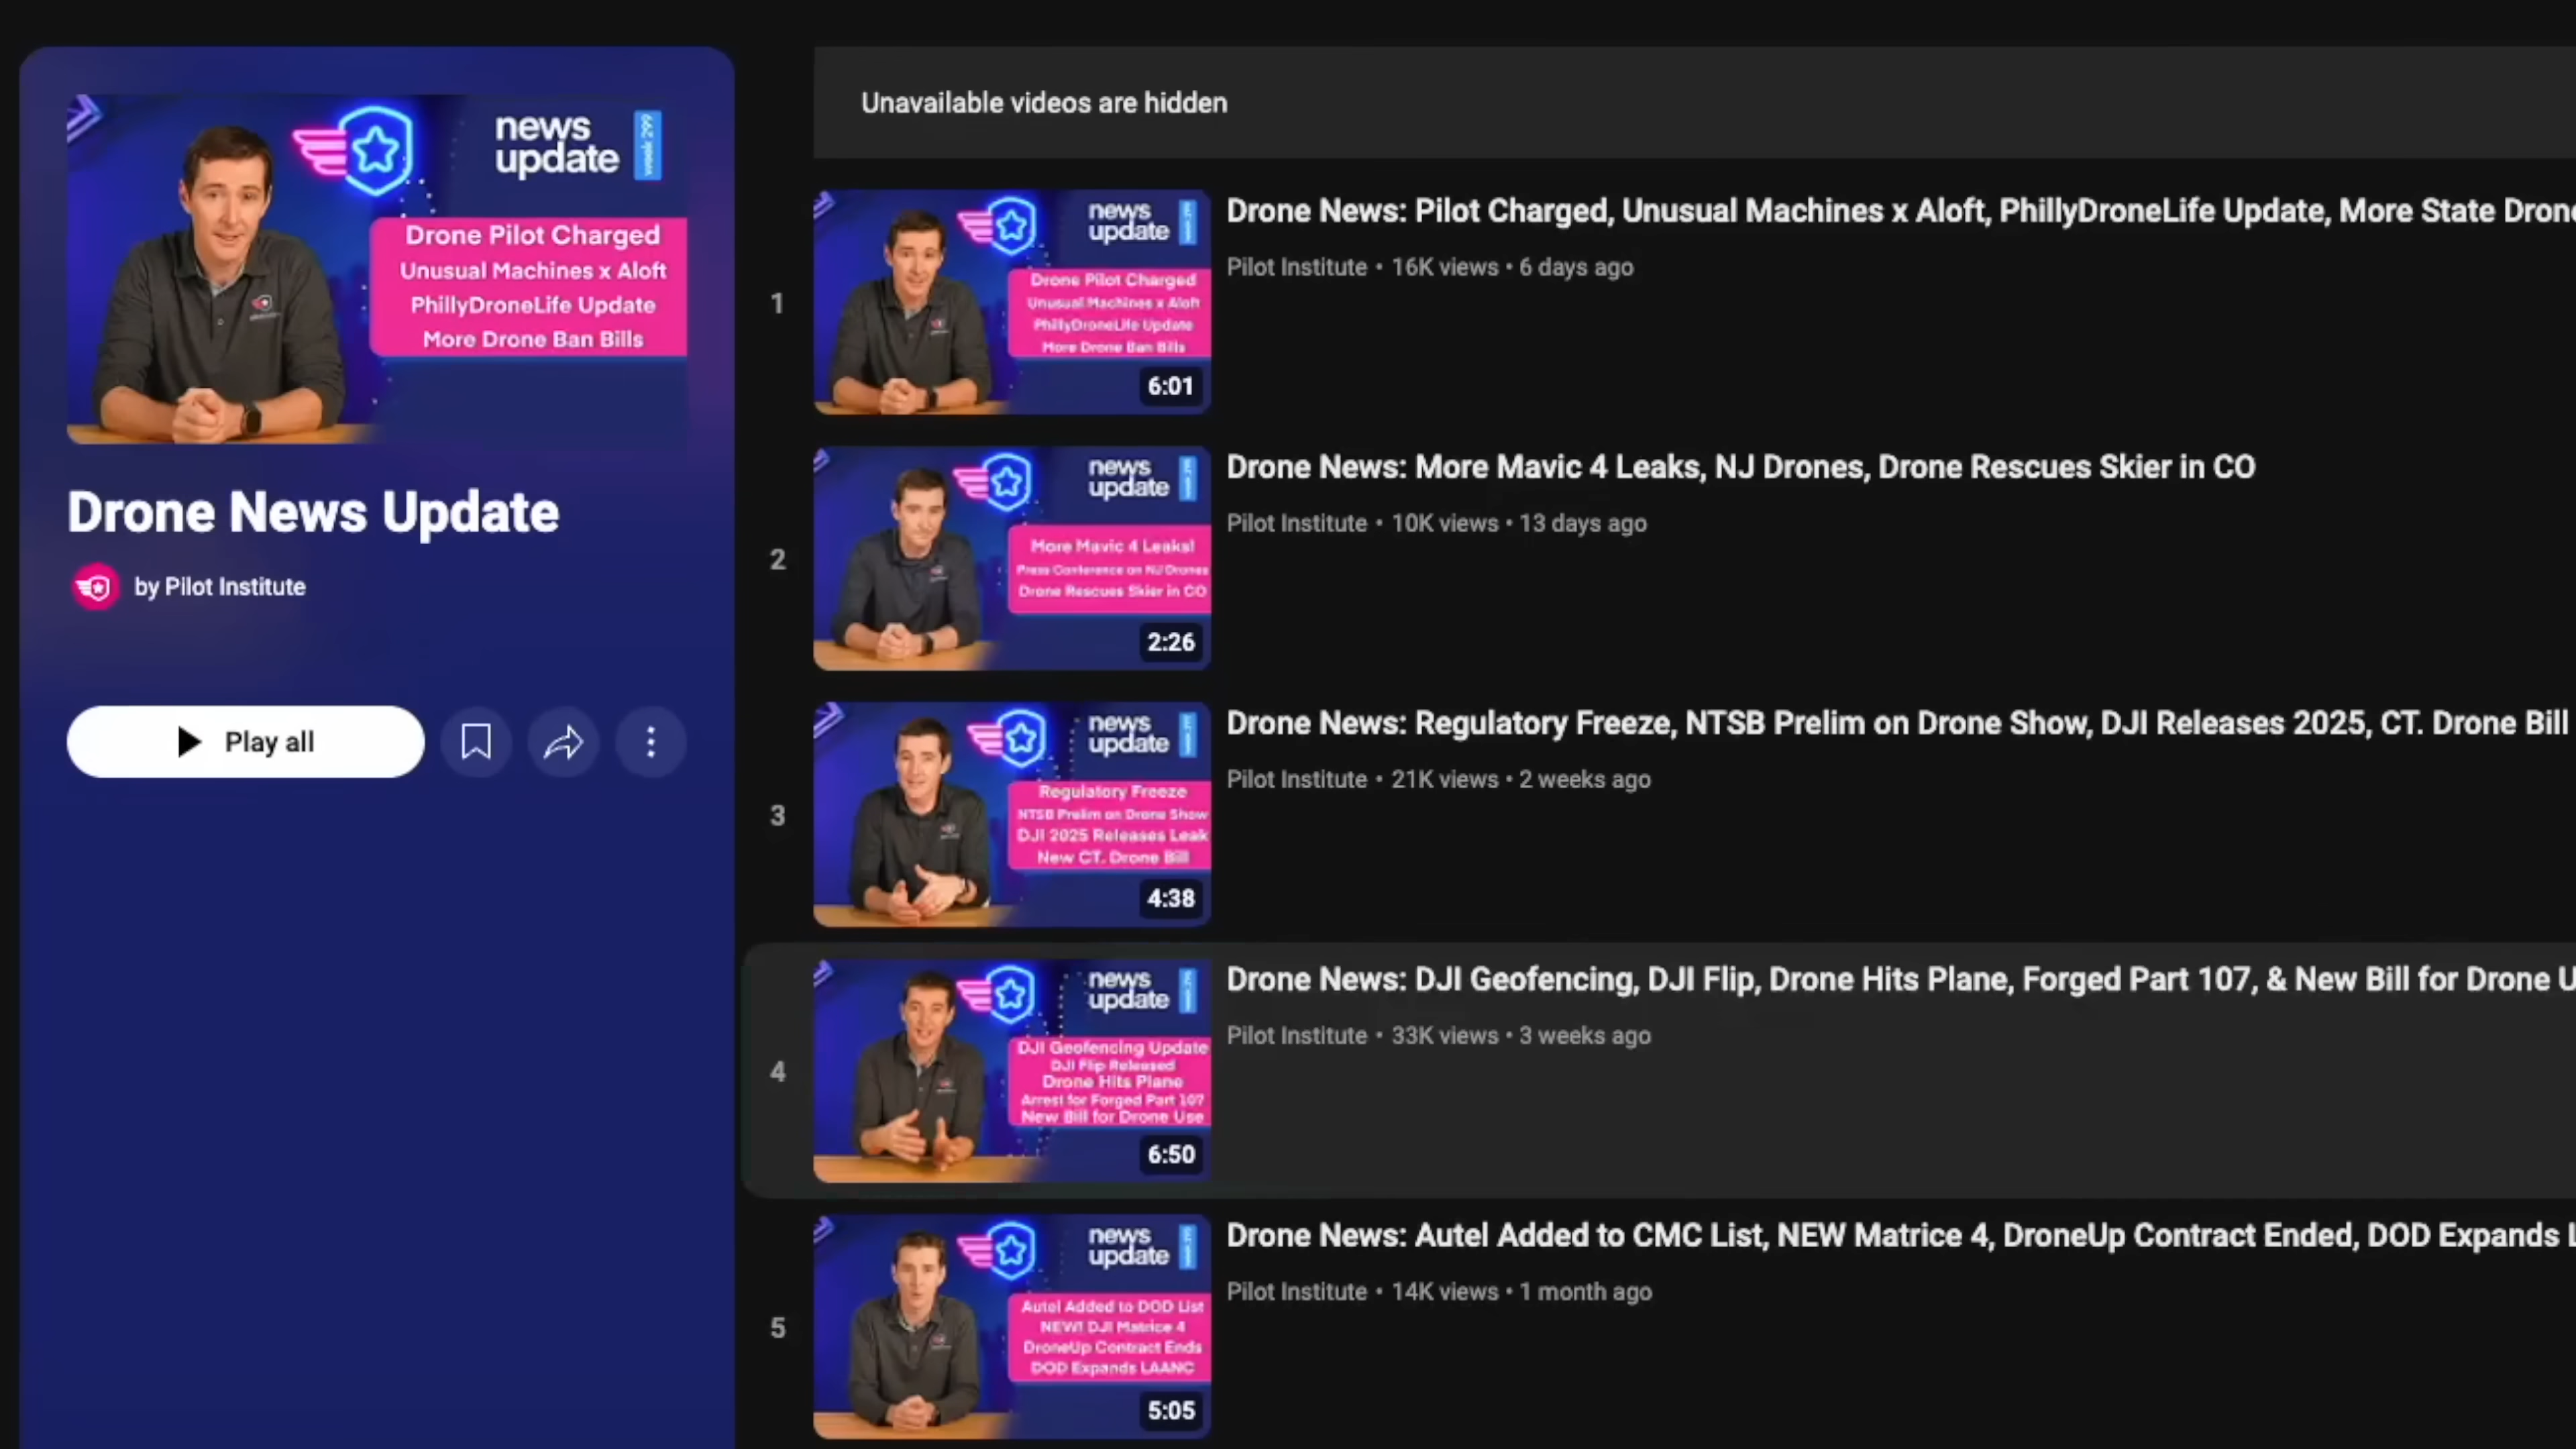 news
update
week 299
Drone Pilot Charged
Unusual Machines x Aloft
PhillyDroneLife Update
More Drone Ban Bills
Drone News Update
by Pilot Institute
Play all
Unavailable videos are hidden
1
news
update
Drone Pilot Charged
Unusual Machines x Aloft
PhillyDroneLife Update
More Drone Ban Bills
6:01
Drone News: Pilot Charged, Unusual Machines x Aloft, PhillyDroneLife Update, More State Drone
Pilot Institute • 16K views • 6 days ago
2
news
update
More Mavic 4 Leaks!
Press Conference on NJ Drones
Drone Rescues Skier in CO
2:26
Drone News: More Mavic 4 Leaks, NJ Drones, Drone Rescues Skier in CO
Pilot Institute • 10K views • 13 days ago
3
news
update
Regulatory Freeze
NTSB Prelim on Drone Show
DJI 2025 Releases Leak
New CT. Drone Bill
4:38
Drone News: Regulatory Freeze, NTSB Prelim on Drone Show, DJI Releases 2025, CT. Drone Bill
Pilot Institute • 21K views • 2 weeks ago
4
news
update
DJI Geofencing Update
DJI Flip Released
Drone Hits Plane
Arrest for Forged Part 107
New Bill for Drone Use
6:50
Drone News: DJI Geofencing, DJI Flip, Drone Hits Plane, Forged Part 107, & New Bill for Drone U
Pilot Institute • 33K views • 3 weeks ago
5
news
update
Autel Added to DOD List
NEW! DJI Matrice 4
DroneUp Contract Ends
DOD Expands LAANC
5:05
Drone News: Autel Added to CMC List, NEW Matrice 4, DroneUp Contract Ended, DOD Expands L
Pilot Institute • 14K views • 1 month ago